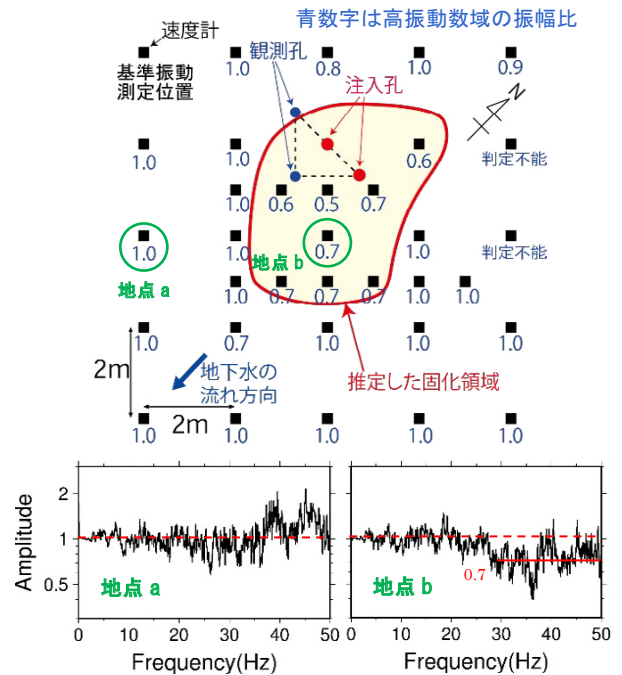 青数字は高振動数域の振幅比
速度計
基準振動
測定位置
1.0
観測孔
0.8
注入孔
1.0
0.9
N
1.0
1.0
0.6
判定不能
1.0
0.6
0.5
0.7
1.0
地点 a
地点 b
0.7
1.0
判定不能
1.0
0.7
0.7
0.7
1.0
1.0
1.0
0.7
1.0
1.0
1.0
2m
地下水の
流れ方向
推定した固化領域
2m
1.0
1.0
1.0
1.0
1.0
Amplitude
2
1
0.5
地点 a
0 10 20 30 40 50
Frequency(Hz)
0.7
地点 b
0 10 20 30 40 50
Frequency(Hz)